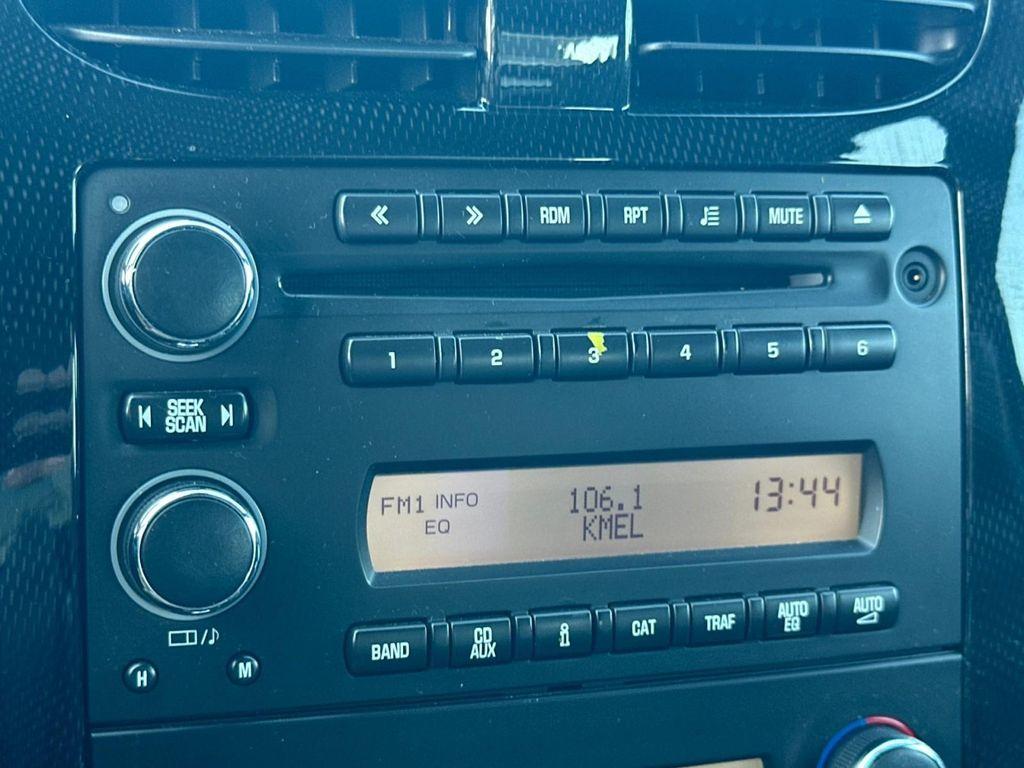 RDM RPT MUTE
1 2 3 4 5 6
SEEK
SCAN
FM1 INFO 106.1 13:44
EQ KMEL
BAND
CD
AUX
i
CAT
TRAF
AUTO
EQ
AUTO
H M